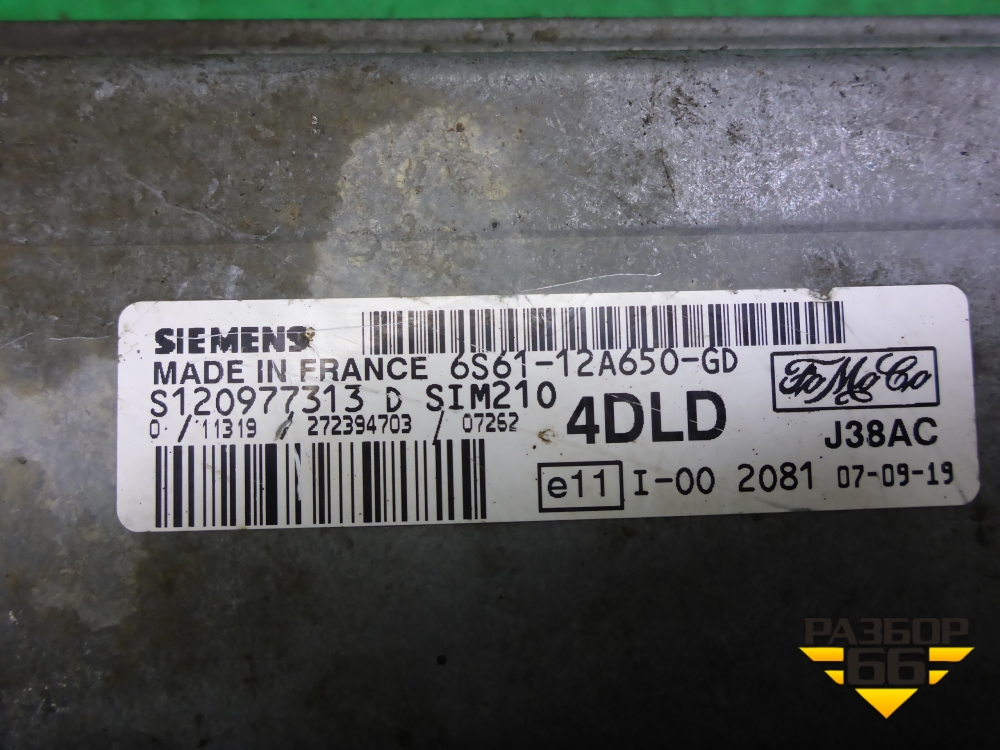 SIEMENS
MADE IN FRANCE 6S61-12A650-GD
S120977313 D SIM210
FoMoCo
0 / 11319 / 272394703 / 07262
4DLD
J38AC
e11 I-00 2081 07-09-19
РАЗБОР
66